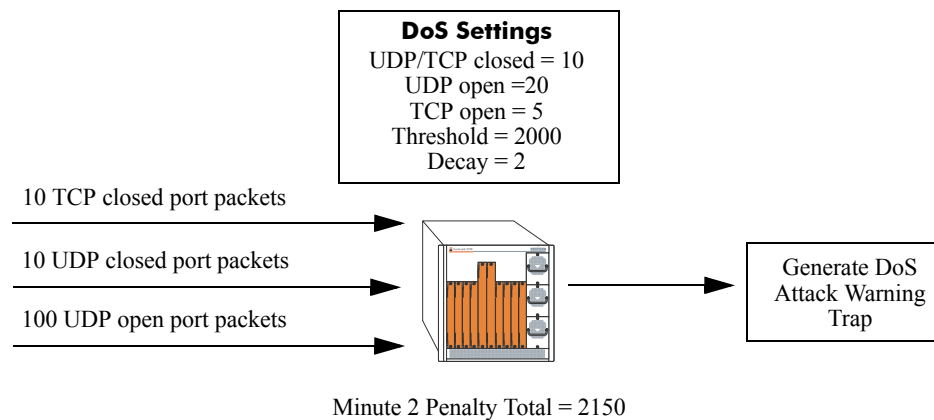 DoS Settings
UDP/TCP closed = 10
UDP open =20
TCP open = 5
Threshold = 2000
Decay = 2
10 TCP closed port packets
10 UDP closed port packets
100 UDP open port packets
Generate DoS
Attack Warning
Trap
Minute 2 Penalty Total = 2150